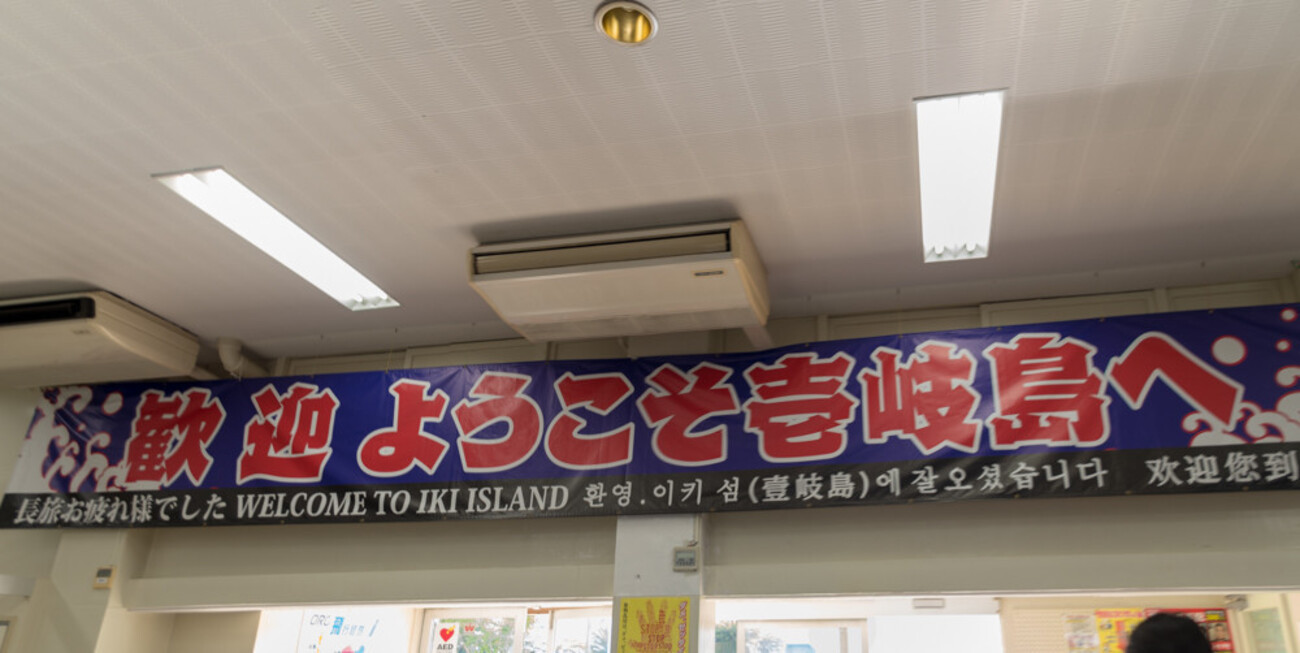 歓迎 ようこそ壱岐島へ
長旅お疲れ様でした WELCOME TO IKI ISLAND 환영.이키 섬(壹岐島)에 잘오셨습니다 欢迎您到
AED